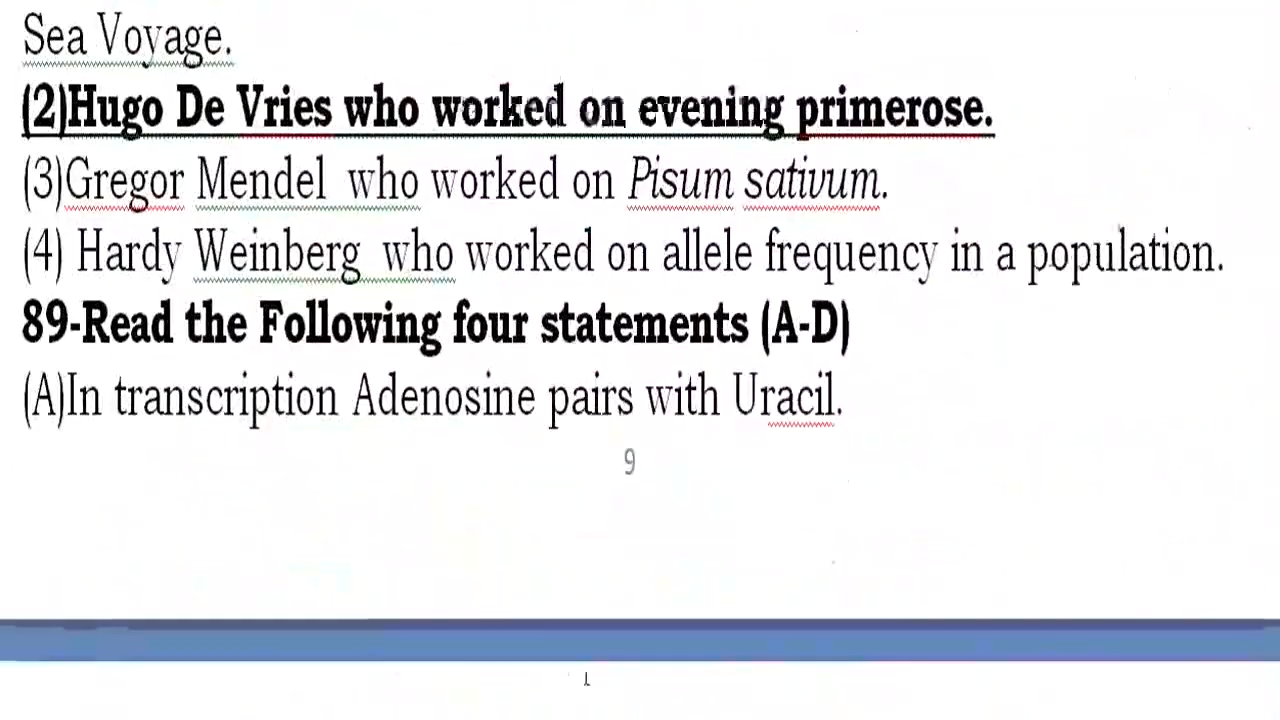 Sea Voyage.
(2)Hugo De Vries who worked on evening primerose.
(3)Gregor Mendel who worked on Pisum sativum.
(4) Hardy Weinberg who worked on allele frequency in a population.
89-Read the Following four statements (A-D)
(A)In transcription Adenosine pairs with Uracil.
9